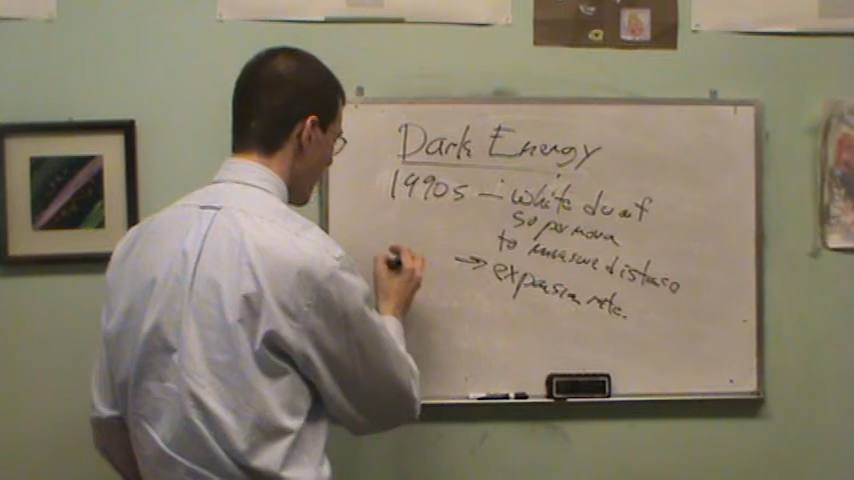 Dark Energy
1990s - white dwarf
supernova
to measure distance
→ expansion rate.